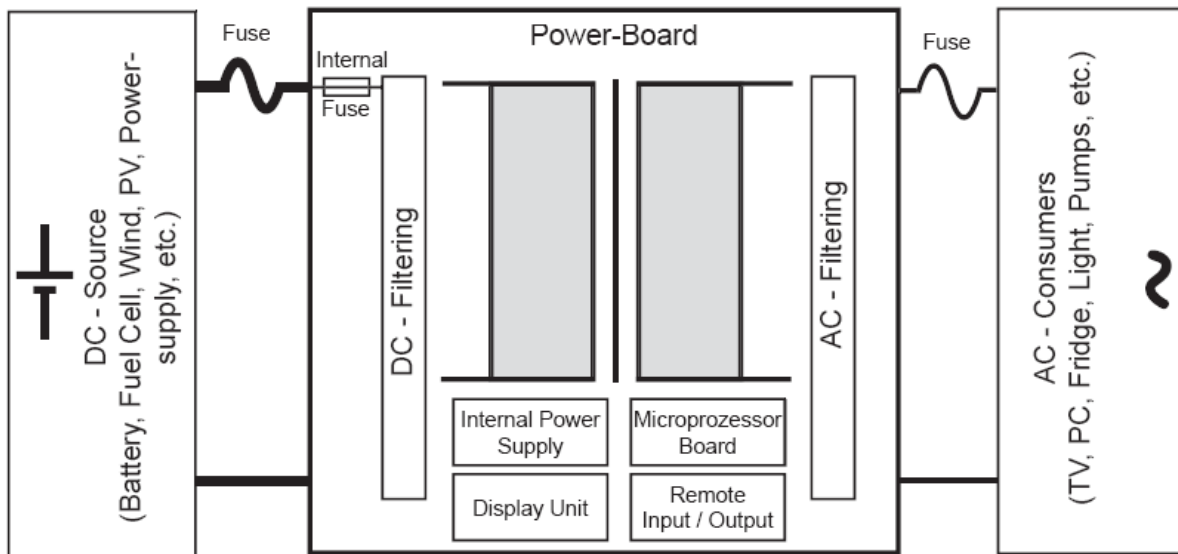 DC - Source
(Battery, Fuel Cell, Wind, PV, Power-
supply, etc.)
Fuse
Power-Board
Internal
Fuse
DC - Filtering
Internal Power
Supply
Microprozessor
Board
Display Unit
Remote
Input / Output
AC - Filtering
Fuse
AC - Consumers
(TV, PC, Fridge, Light, Pumps, etc.)